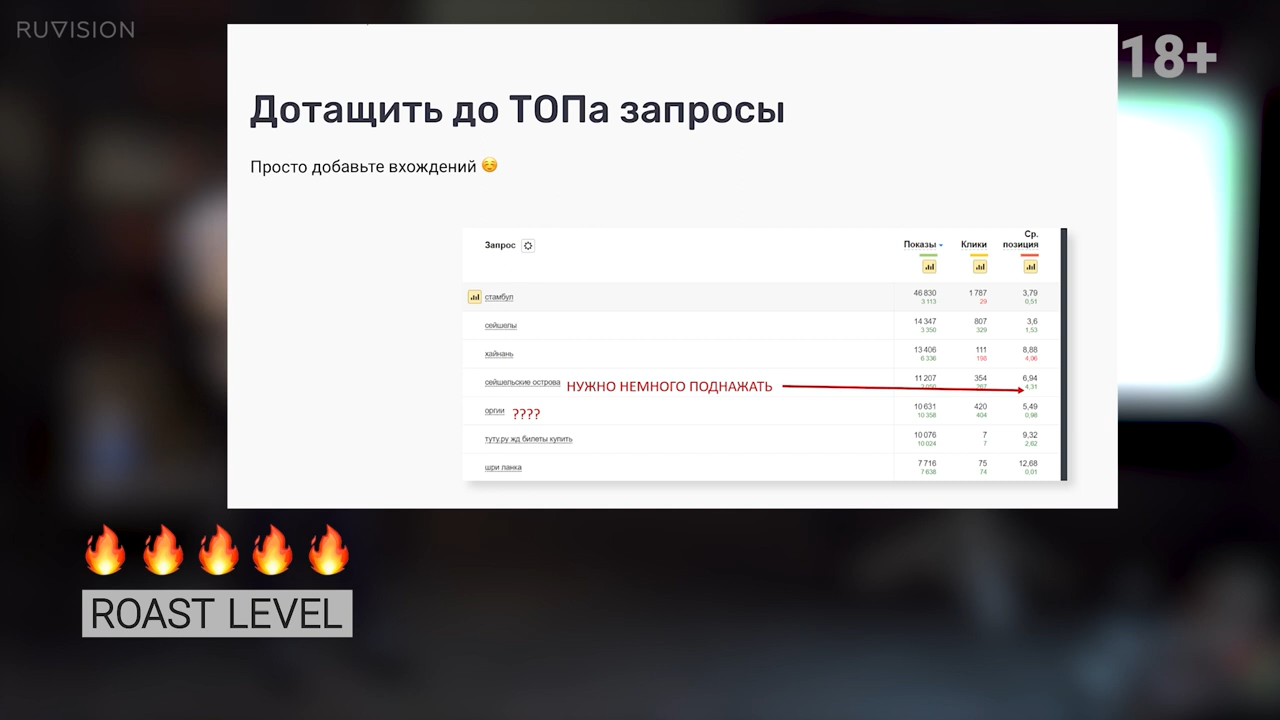 RUVISION
18+
Дотащить до ТОПа запросы
Просто добавьте вхождений ☺️
Запрос Показы Клики Ср. позиция
стамбул 46 830 1 787 3,79
3 113 29 0,51
сейшелы 14 347 807 3,6
3 350 329 1,53
хайнань 13 406 111 8,88
6 336 198 4,06
сейшельские острова НУЖНО НЕМНОГО ПОДНАЖАТЬ 11 207 354 6,94
267 4,31
оргии ???? 10 631 420 5,49
10 358 404 0,98
туту.ру жд билеты купить 10 076 7 9,32
10 024 7 2,62
шри ланка 7 716 75 12,68
7 638 74 0,01
ROAST LEVEL